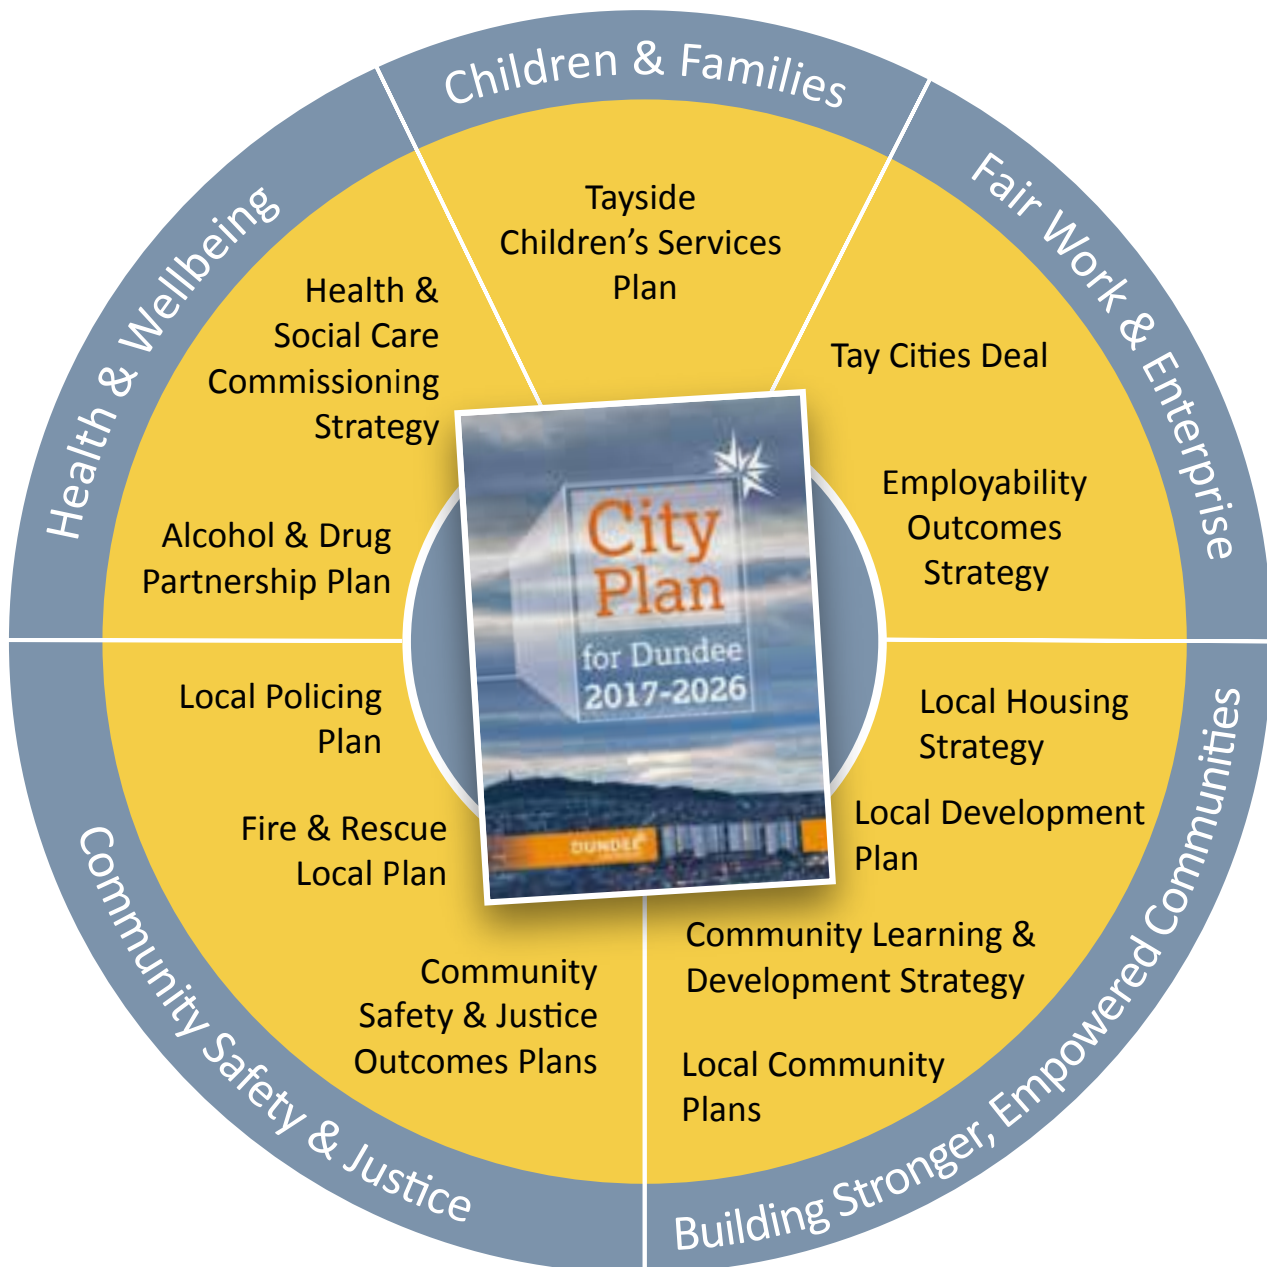 Children & Families
Tayside
Children’s Services
Plan
Fair Work & Enterprise
Tay Cities Deal
Employability
Outcomes
Strategy
Building Stronger, Empowered Communities
Local Housing
Strategy
Local Development
Plan
Community Learning &
Development Strategy
Local Community
Plans
Community Safety & Justice
Local Policing
Plan
Fire & Rescue
Local Plan
Community
Safety & Justice
Outcomes Plans
Health & Wellbeing
Health &
Social Care
Commissioning
Strategy
Alcohol & Drug
Partnership Plan
City
Plan
for Dundee
2017-2026
DUNDEE